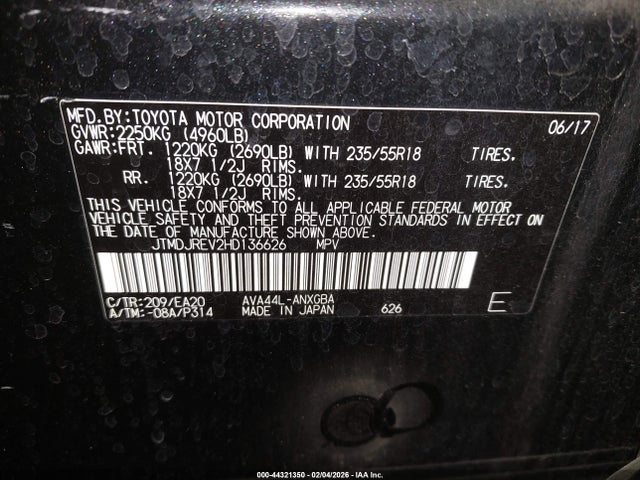 MFD.BY:TOYOTA MOTOR CORPORATION 06/17
GVWR:2250KG (4960LB)
GAWR:FRT. 1220KG (2690LB) WITH 235/55R18 TIRES.
18X7 1/2J RIMS.
RR. 1220KG (2690LB) WITH 235/55R18 TIRES.
18X7 1/2J RIMS.
THIS VEHICLE CONFORMS TO ALL APPLICABLE FEDERAL MOTOR
VEHICLE SAFETY AND THEFT PREVENTION STANDARDS IN EFFECT ON
THE DATE OF MANUFACTURE SHOWN ABOVE.
JTMDJREV2HD136626 MPV
C/TR:209/EA20 AVA44L-ANXGBA
A/TM:-08A/P314 MADE IN JAPAN 626 E
000-44321350 - 02/04/2026 - IAA Inc.